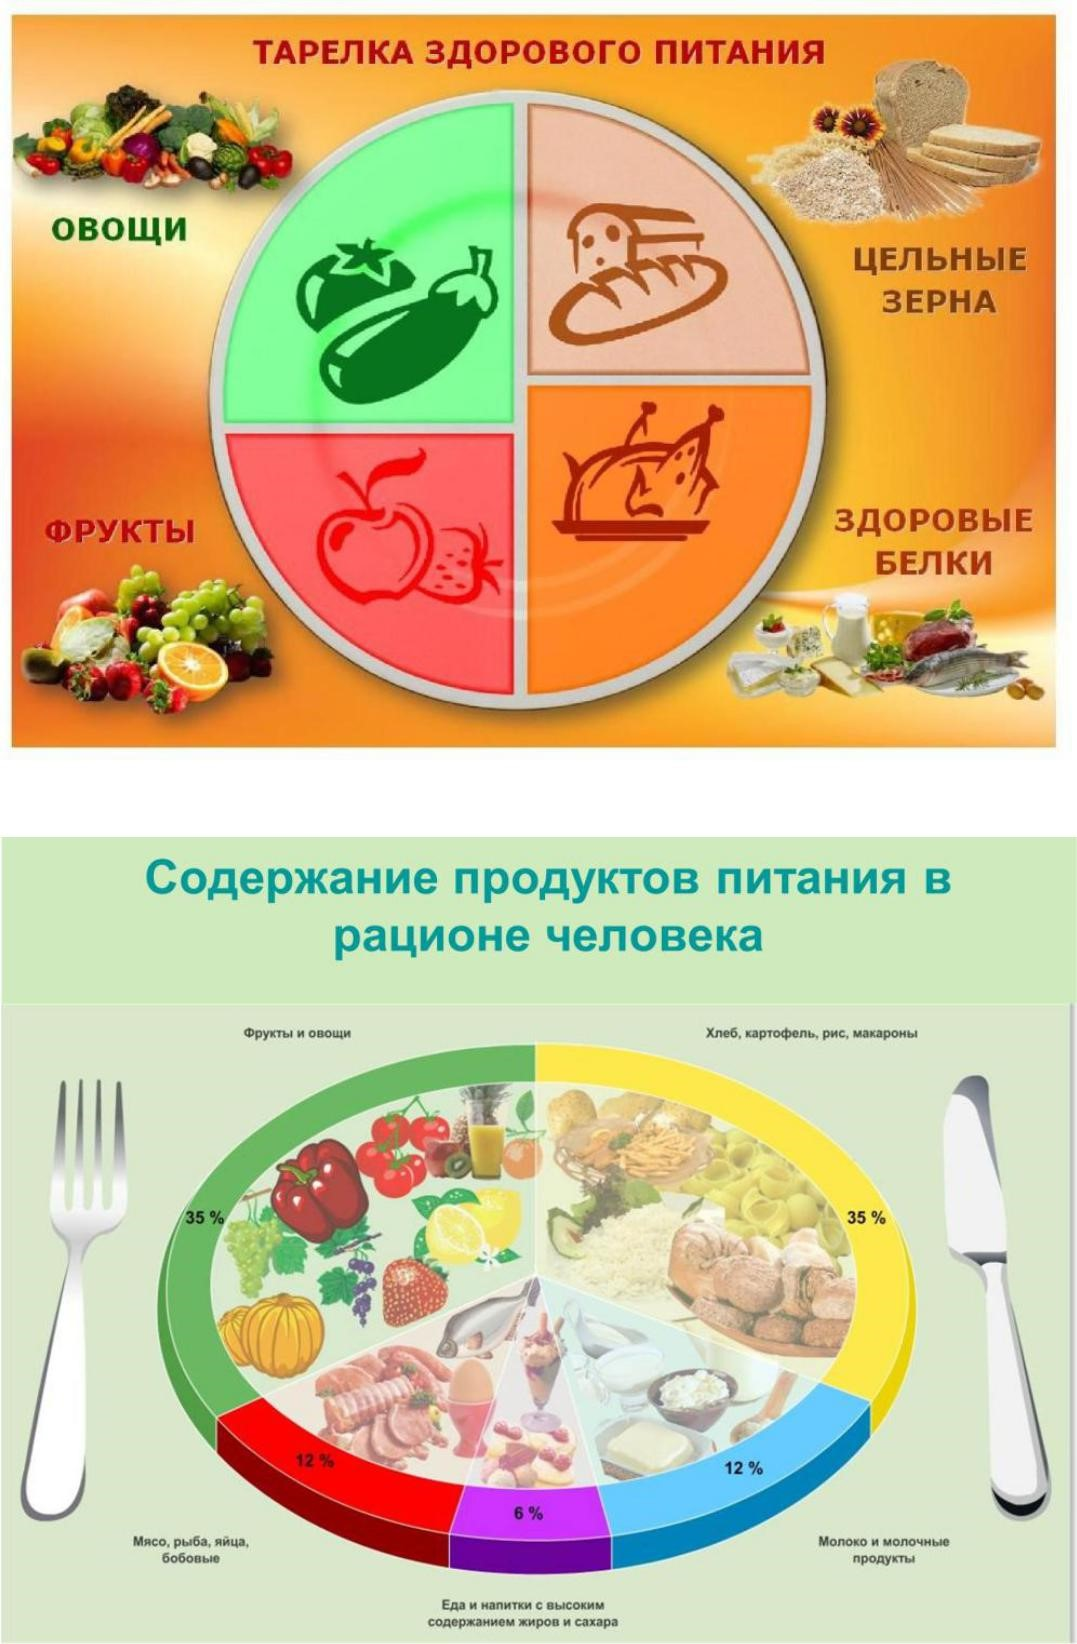 ТАРЕЛКА ЗДОРОВОГО ПИТАНИЯ
ОВОЩИ
ЦЕЛЬНЫЕ
ЗЕРНА
ФРУКТЫ
ЗДОРОВЫЕ
БЕЛКИ
Содержание продуктов питания в
рационе человека
Фрукты и овощи
Хлеб, картофель, рис, макароны
35 %
35 %
12 %
12 %
6 %
Мясо, рыба, яйца,
бобовые
Молоко и молочные
продукты
Еда и напитки с высоким
содержанием жиров и сахара